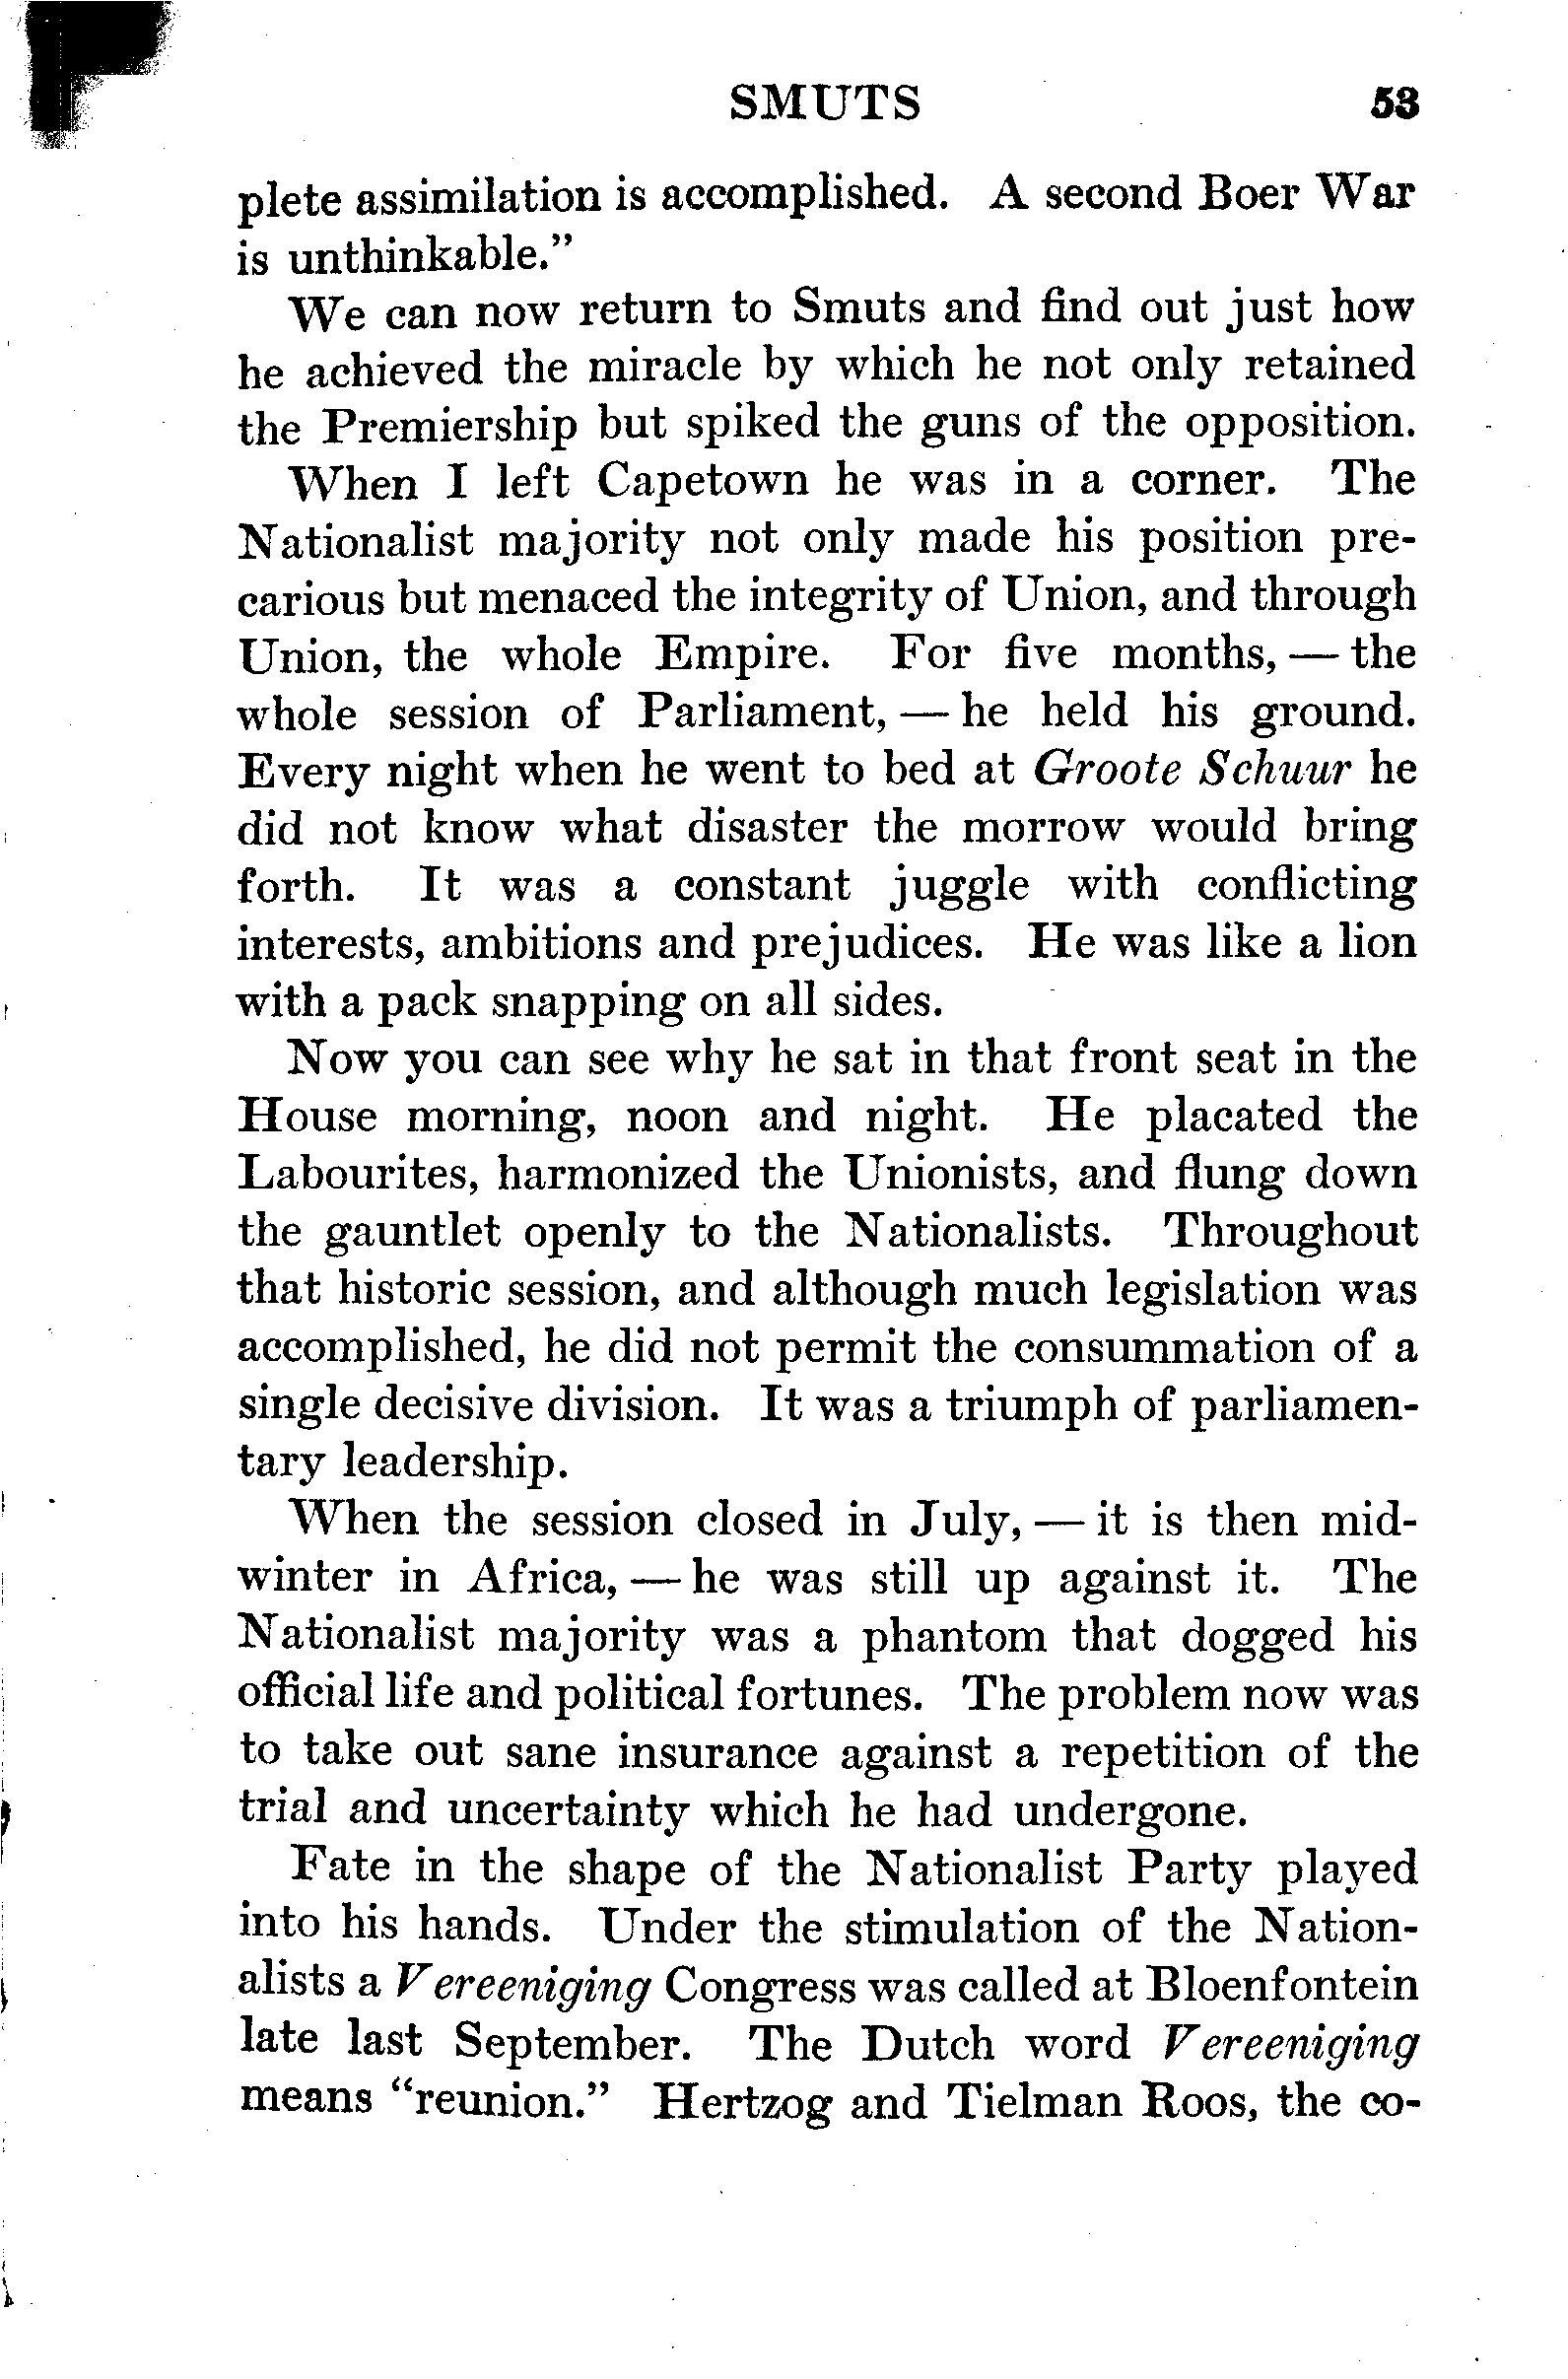 SMUTS 53
plete assimilation is accomplished. A second Boer War
is unthinkable."
We can now return to Smuts and find out just how
he achieved the miracle by which he not only retained
the Premiership but spiked the guns of the opposition.
When I left Capetown he was in a corner. The
Nationalist majority not only made his position pre-
carious but menaced the integrity of Union, and through
Union, the whole Empire. For five months, — the
whole session of Parliament, — he held his ground.
Every night when he went to bed at Groote Schuur he
did not know what disaster the morrow would bring
forth. It was a constant juggle with conflicting
interests, ambitions and prejudices. He was like a lion
with a pack snapping on all sides.
Now you can see why he sat in that front seat in the
House morning, noon and night. He placated the
Labourites, harmonized the Unionists, and flung down
the gauntlet openly to the Nationalists. Throughout
that historic session, and although much legislation was
accomplished, he did not permit the consummation of a
single decisive division. It was a triumph of parliamen-
tary leadership.
When the session closed in July, — it is then mid-
winter in Africa, — he was still up against it. The
Nationalist majority was a phantom that dogged his
official life and political fortunes. The problem now was
to take out sane insurance against a repetition of the
trial and uncertainty which he had undergone.
Fate in the shape of the Nationalist Party played
into his hands. Under the stimulation of the Nation-
alists a Vereeniging Congress was called at Bloenfontein
late last September. The Dutch word Vereeniging
means "reunion." Hertzog and Tielman Roos, the co-